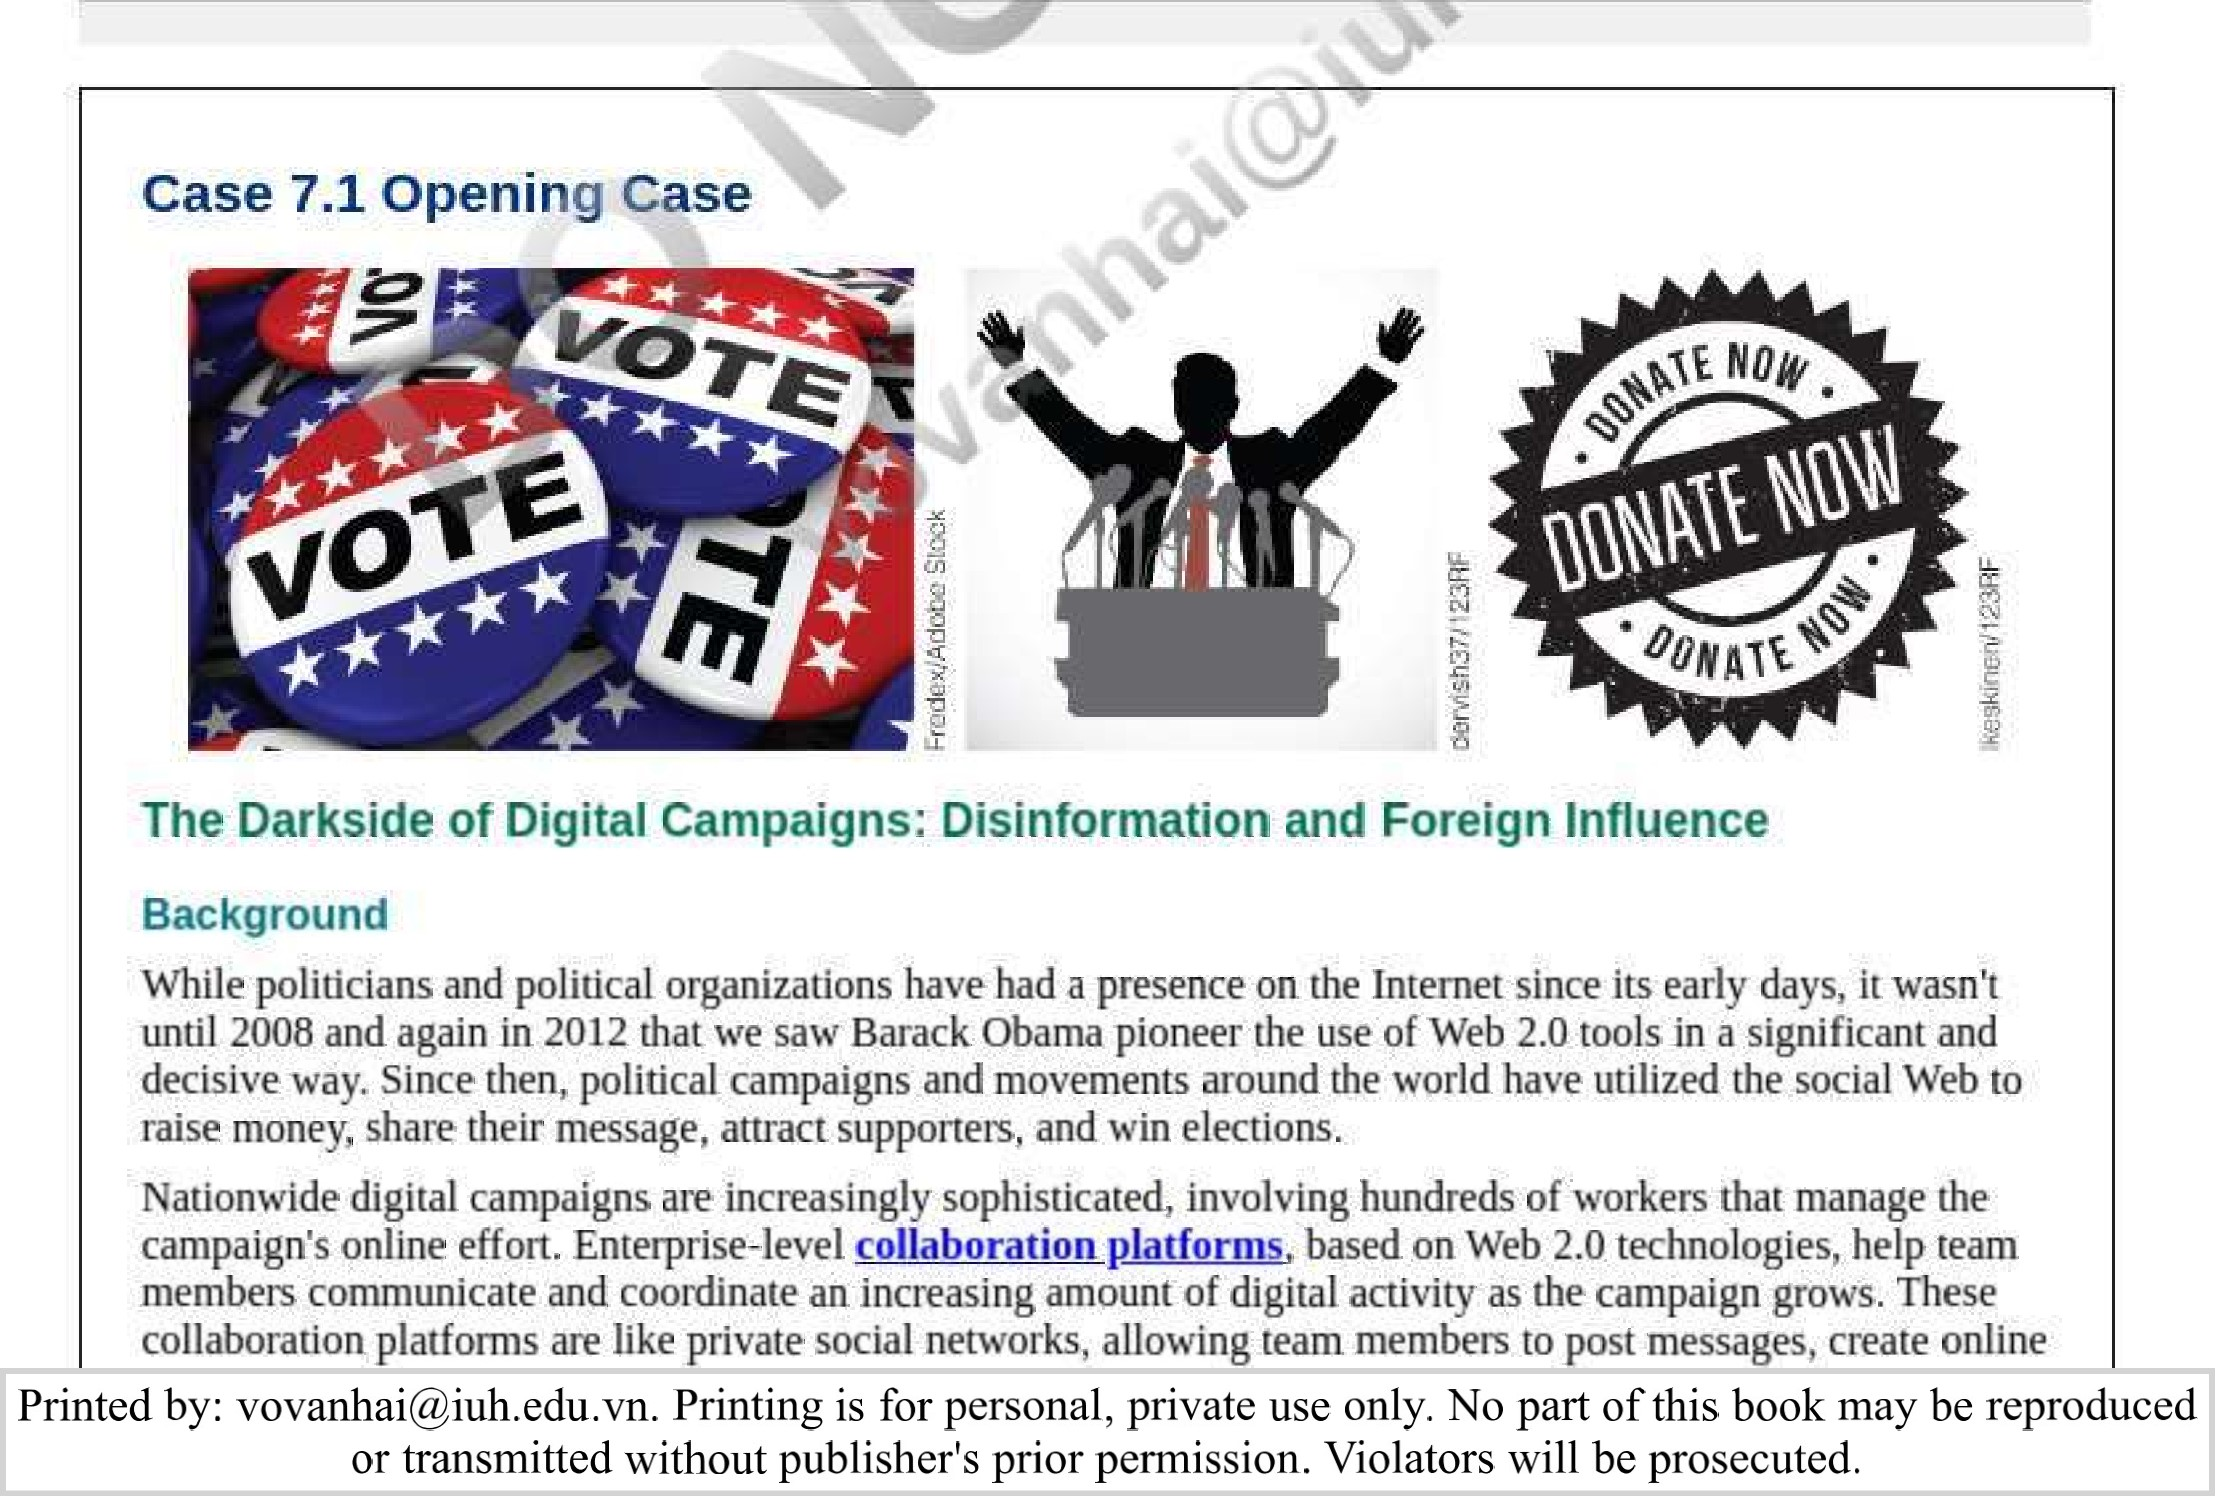 Case 7.1 Opening Case
VO
VOTE
VOTE
OTE
DONATE NOW
DONATE NOW
DONATE NOW
Fredex/Adobe Stock
dervish37/123RF
lkeskinen/123RF
The Darkside of Digital Campaigns: Disinformation and Foreign Influence
Background
While politicians and political organizations have had a presence on the Internet since its early days, it wasn't
until 2008 and again in 2012 that we saw Barack Obama pioneer the use of Web 2.0 tools in a significant and
decisive way. Since then, political campaigns and movements around the world have utilized the social Web to
raise money, share their message, attract supporters, and win elections.
Nationwide digital campaigns are increasingly sophisticated, involving hundreds of workers that manage the
campaign's online effort. Enterprise-level collaboration platforms, based on Web 2.0 technologies, help team
members communicate and coordinate an increasing amount of digital activity as the campaign grows. These
collaboration platforms are like private social networks, allowing team members to post messages, create online
Printed by: vovanhai@iuh.edu.vn. Printing is for personal, private use only. No part of this book may be reproduced
or transmitted without publisher's prior permission. Violators will be prosecuted.